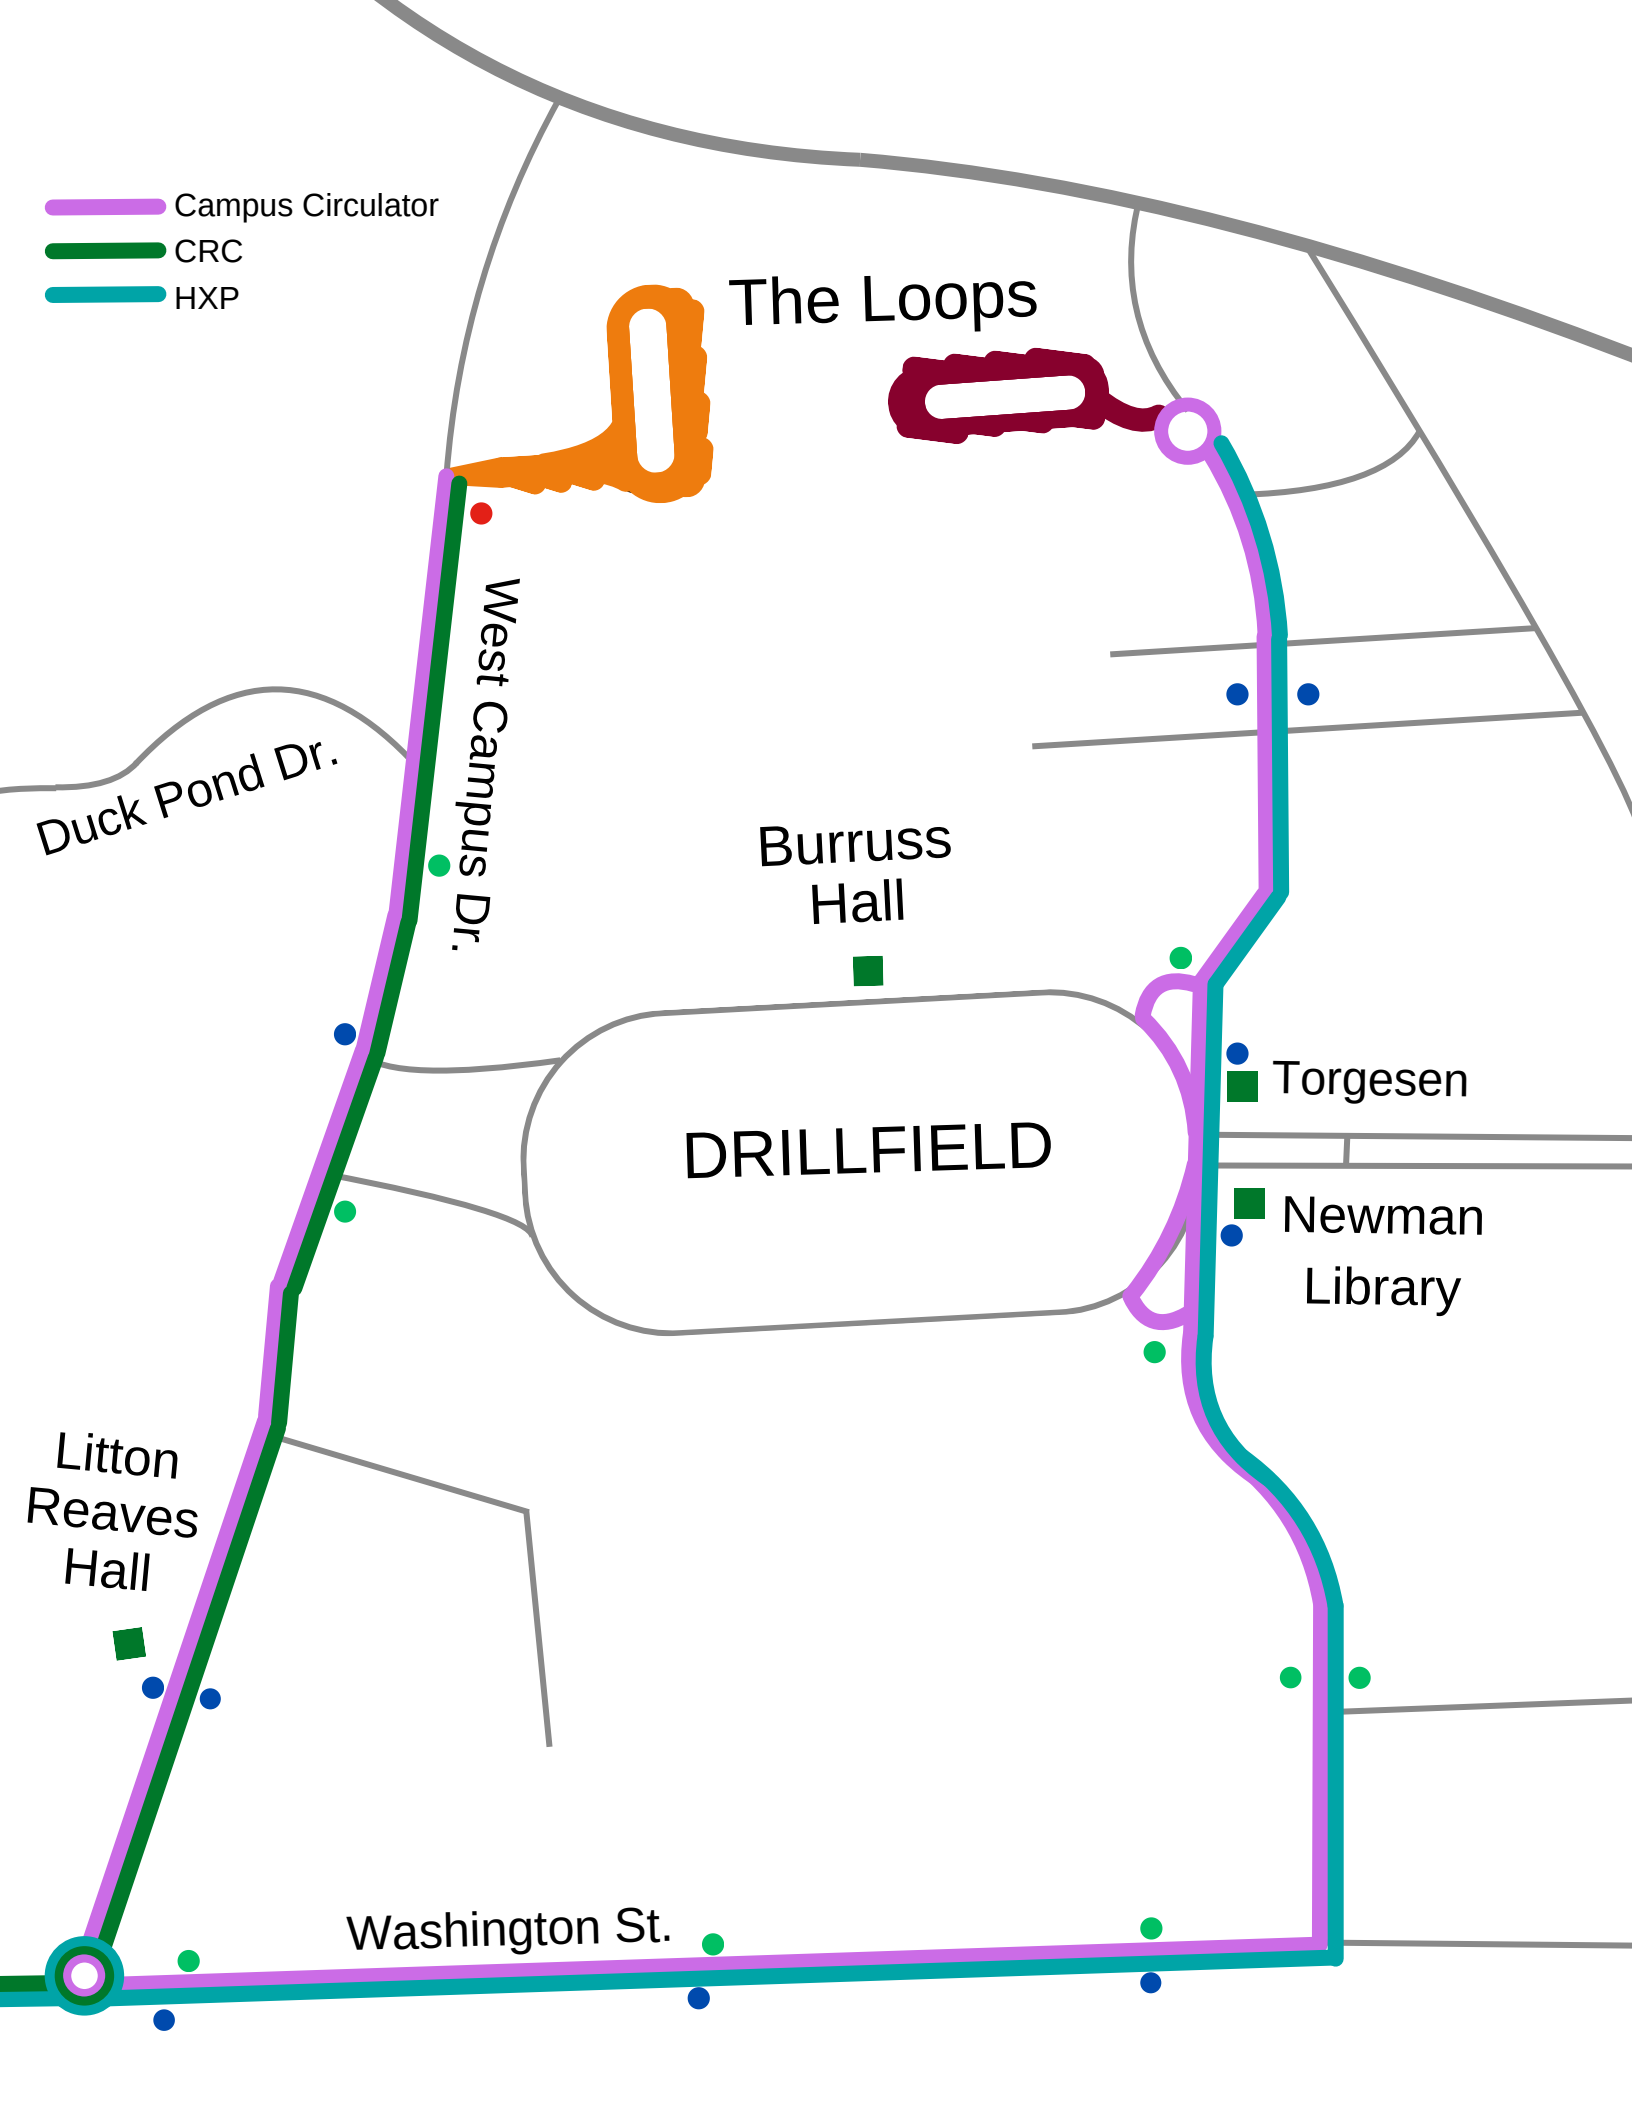 Campus Circulator
CRC
HXP
The Loops
West Campus Dr.
Duck Pond Dr.
Burruss
Hall
Torgesen
DRILLFIELD
Newman
Library
Litton
Reaves
Hall
Washington St.